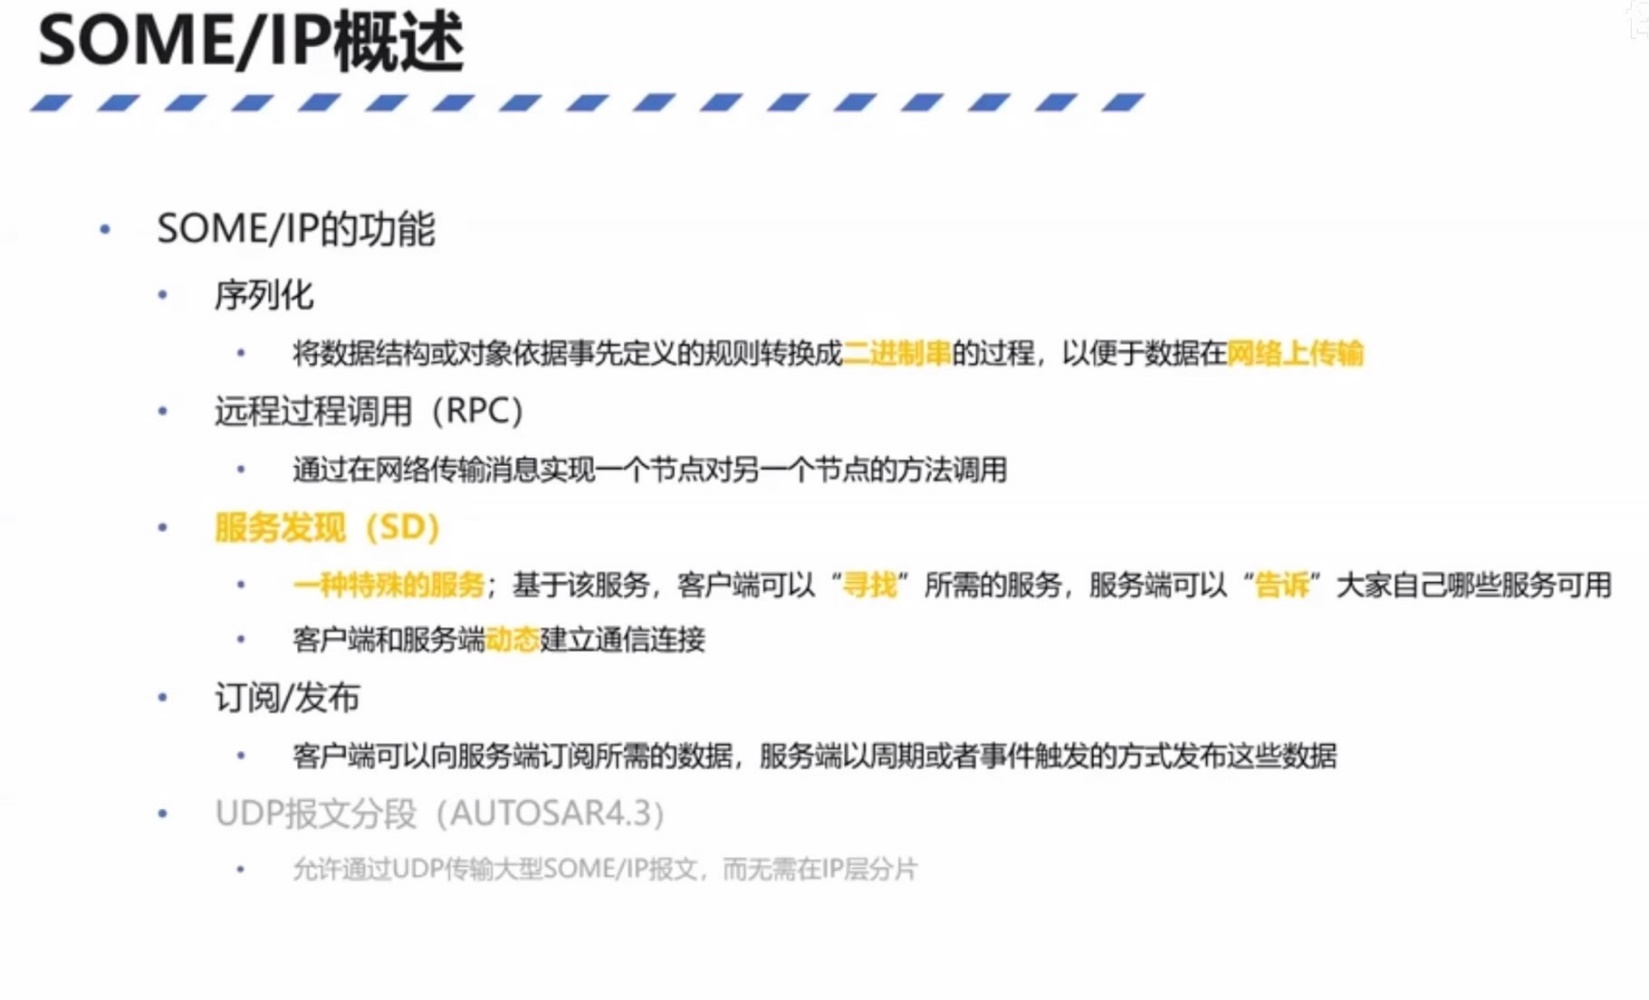 SOME/IP概述
SOME/IP的功能
序列化
将数据结构或对象依据事先定义的规则转换成二进制串的过程，以便于数据在网络上传输
远程过程调用（RPC）
通过在网络传输消息实现一个节点对另一个节点的方法调用
服务发现（SD）
一种特殊的服务；基于该服务，客户端可以“寻找”所需的服务，服务端可以“告诉”大家自己哪些服务可用
客户端和服务端动态建立通信连接
订阅/发布
客户端可以向服务端订阅所需的数据，服务端以周期或者事件触发的方式发布这些数据
UDP报文分段（AUTOSAR4.3）
允许通过UDP传输大型SOME/IP报文，而无需在IP层分片